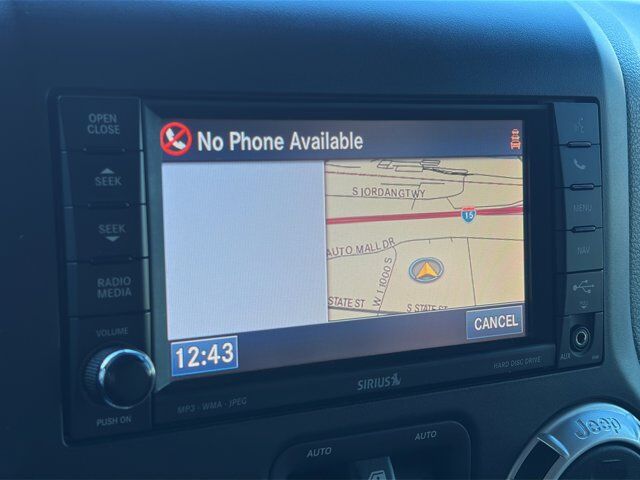 OPEN
CLOSE
SEEK
SEEK
RADIO
MEDIA
VOLUME
PUSH ON
No Phone Available
S JORDANGTWY
15
AUTO MALL DR
W 11000 S
STATE ST
S STATE ST
12:43
CANCEL
MENU
NAV
AUX
SIRIUS
HARD DISC DRIVE
MP3 - WMA - JPEG
AUTO
AUTO
Jeep